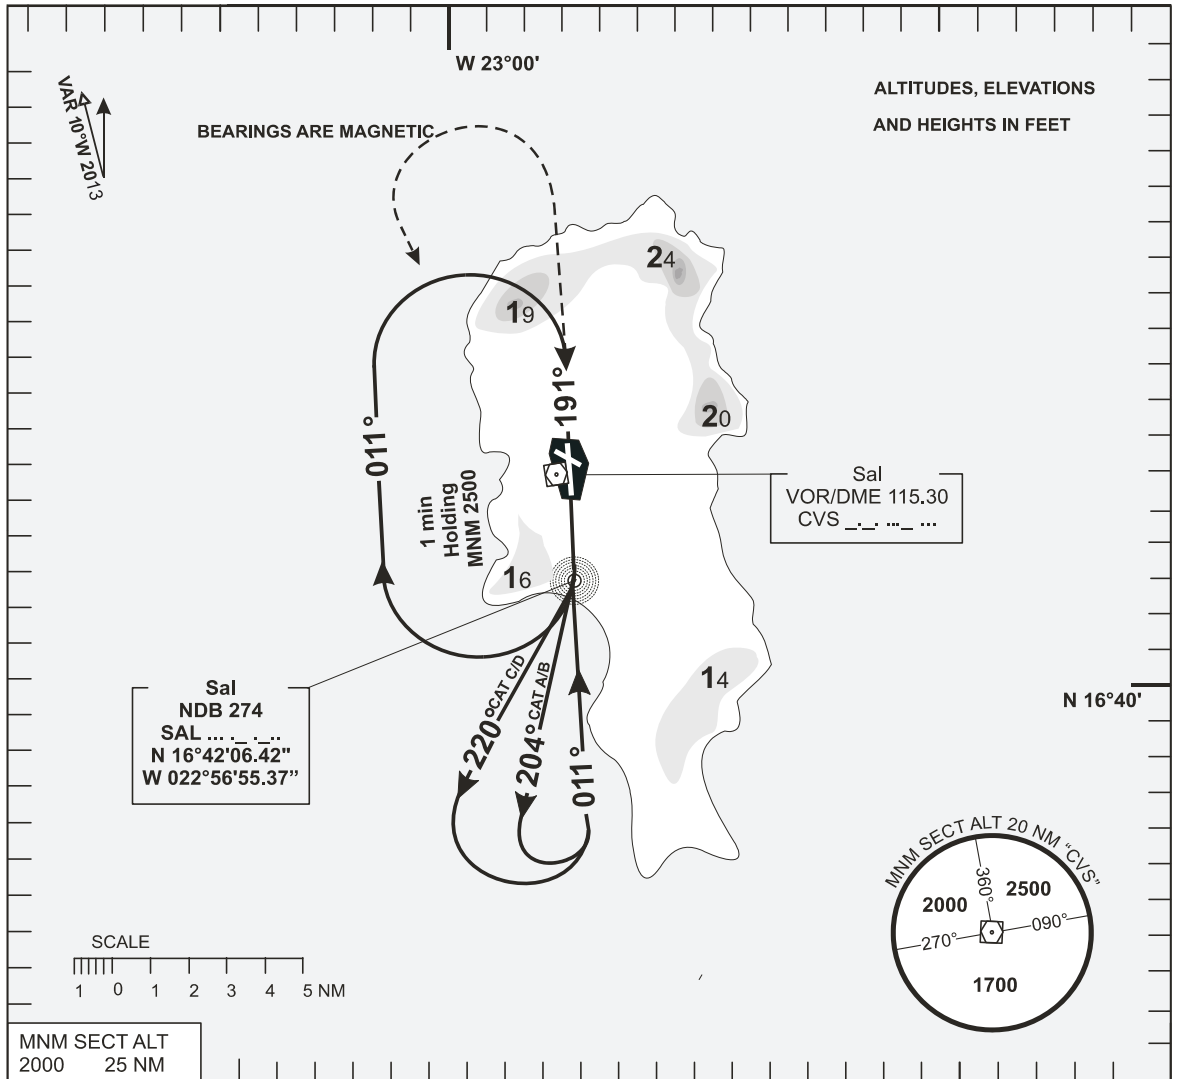 W 23°00'
VAR 10°W 2013
ALTITUDES, ELEVATIONS
AND HEIGHTS IN FEET
BEARINGS ARE MAGNETIC
24
19
191°
20
011°
1 min
Holding
MNM 2500
Sal
VOR/DME 115.30
CVS _._. ..._ ...
16
CAT C/D
CAT A/B
14
Sal
NDB 274
SAL ... ._ ._..
N 16°42'06.42"
W 022°56'55.37”
N 16°40'
220°
204°
011°
MNM SECT ALT 20 NM “CVS”
360°
2500
2000
090°
270°
1700
SCALE
1 0 1 2 3 4 5 NM
MNM SECT ALT
2000 25 NM